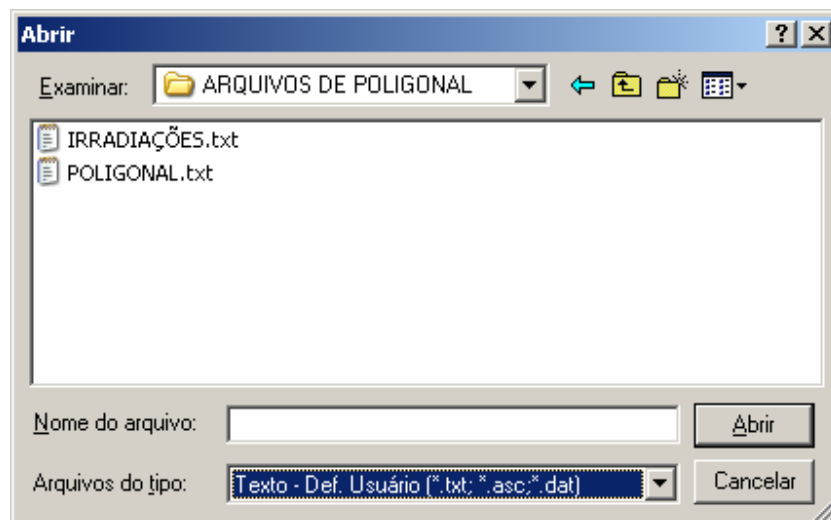 Abrir
Examinar: ARQUIVOS DE POLIGONAL
IRRADIAÇÕES.txt
POLIGONAL.txt
Nome do arquivo: Abrir
Arquivos do tipo: Texto - Def. Usuário (*.txt; *.asc;*.dat) Cancelar